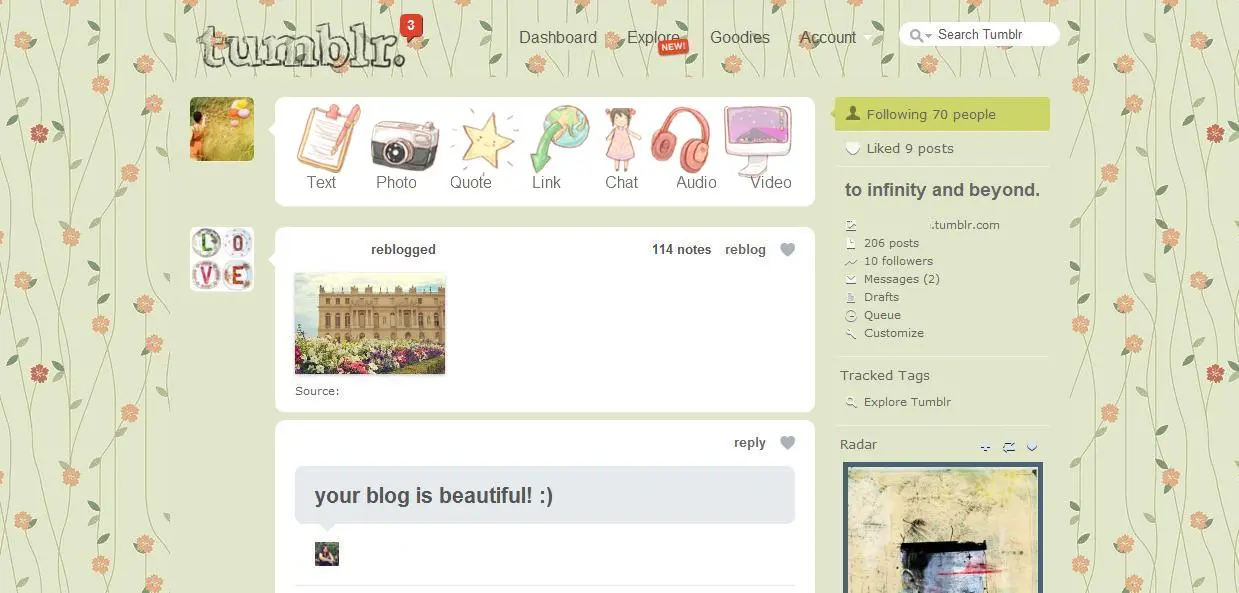 tumblr.
3
Dashboard Explore Goodies Account Search Tumblr
NEW!
Text Photo Quote Link Chat Audio Video
Following 70 people
Liked 9 posts
to infinity and beyond.
.tumblr.com
206 posts
10 followers
Messages (2)
Drafts
Queue
Customize
Tracked Tags
Explore Tumblr
Radar
LO
VE
reblogged 114 notes reblog
Source:
reply
your blog is beautiful! :)